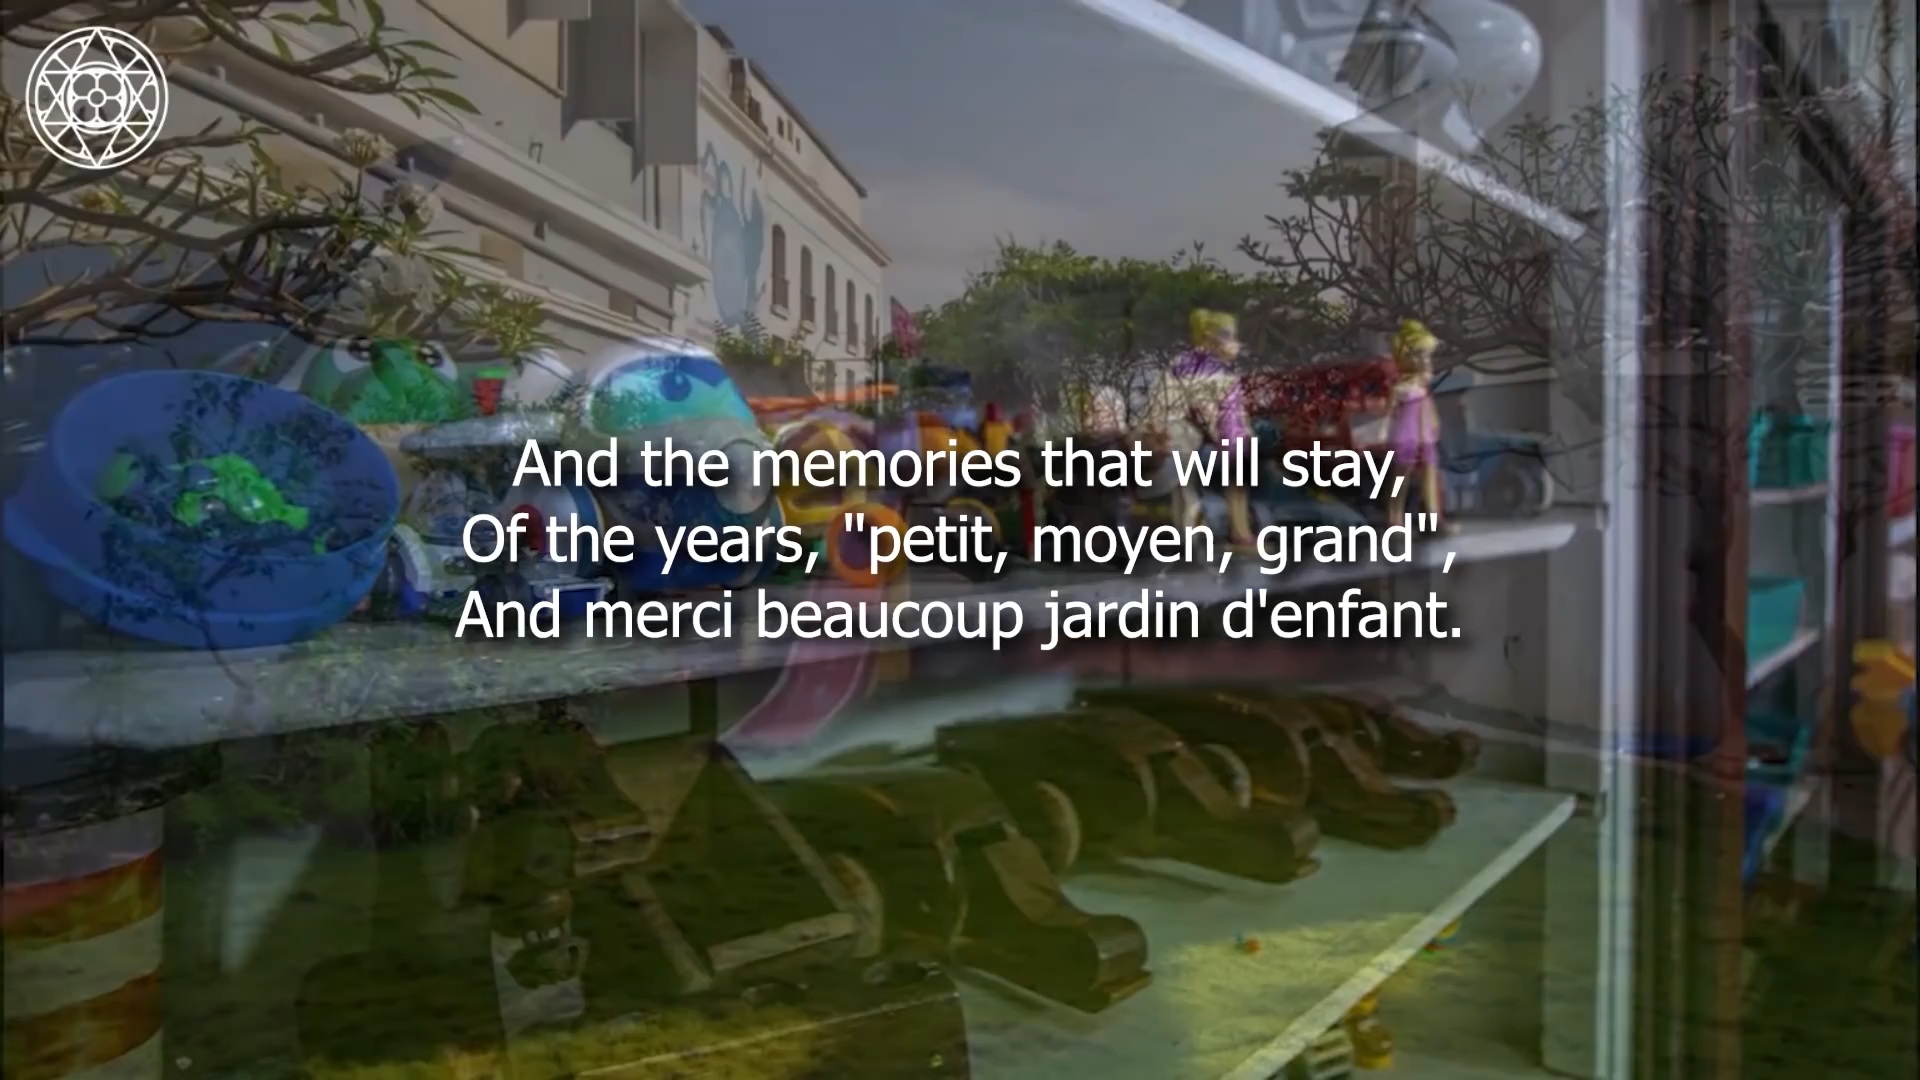 And the memories that will stay,
Of the years, "petit, moyen, grand",
And merci beaucoup jardin d'enfant.